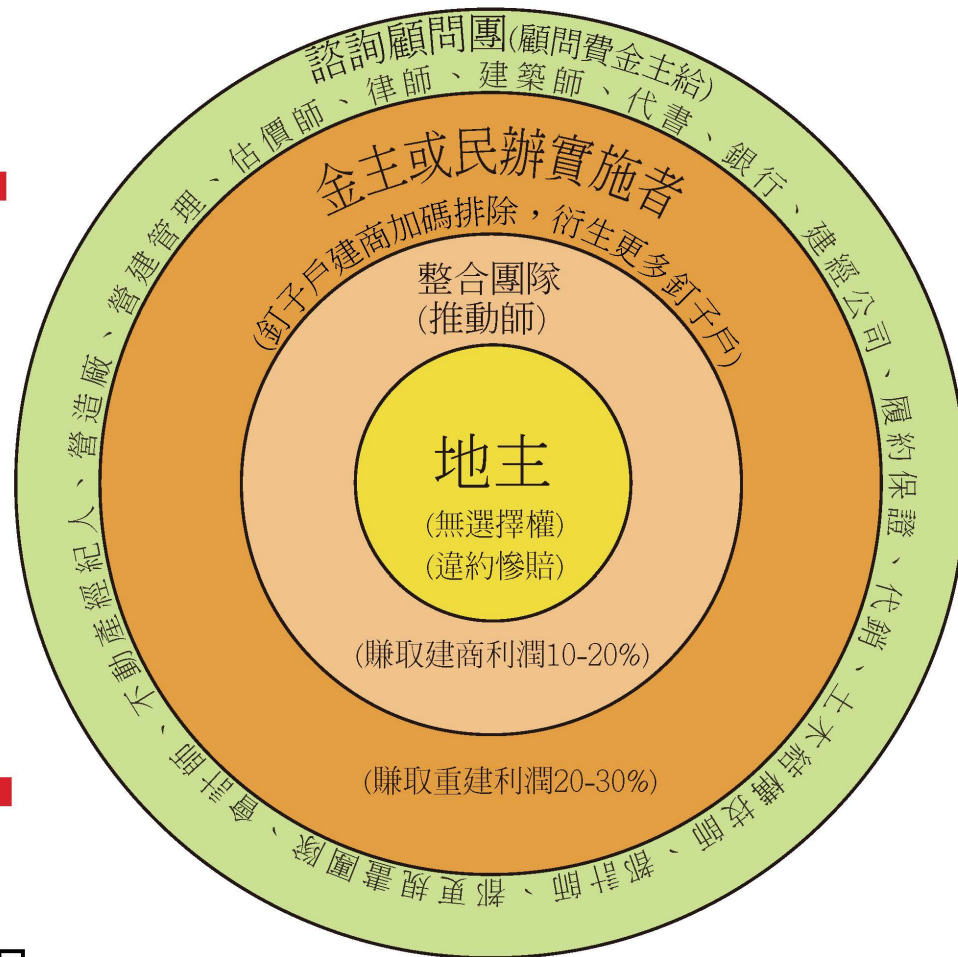 諮詢顧問團(顧問費金主給)
不動產經紀人、營造廠、營建管理、估價師、律師、建築師、代書、銀行、建經公司、履約保證、代銷、土木結構技師、都計師、都更規畫團隊、會計師、
金主或民辦實施者
(釘子戶建商加碼排除，衍生更多釘子戶)
整合團隊
(推動師)
地主
(無選擇權)
(違約慘賠)
(賺取建商利潤10-20%)
(賺取重建利潤20-30%)